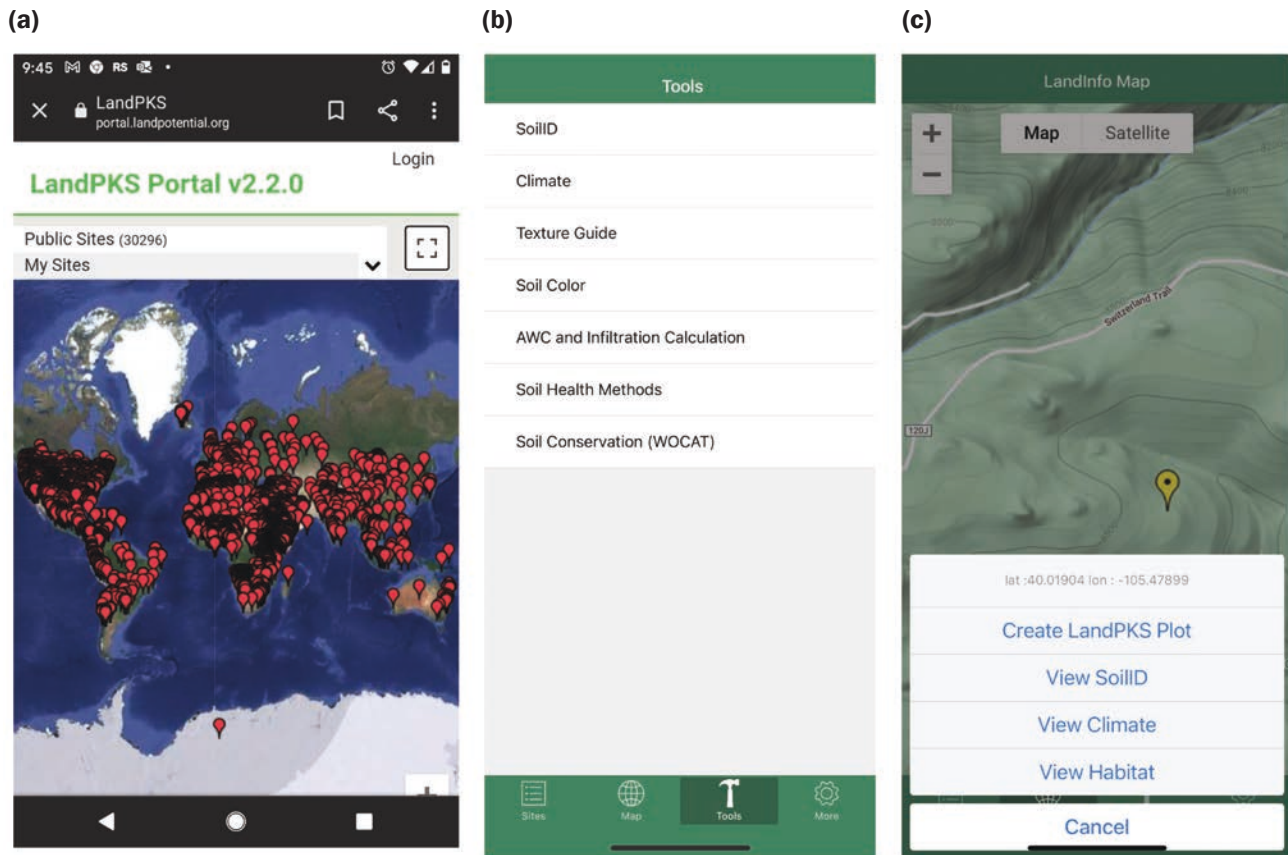 (a)
9:45 RS
LandPKS
portal.landpotential.org
Login
LandPKS Portal v2.2.0
Public Sites (30296)
My Sites
+
(b)
Tools
SoilID
Climate
Texture Guide
Soil Color
AWC and Infiltration Calculation
Soil Health Methods
Soil Conservation (WOCAT)
Sites Map Tools More
(c)
LandInfo Map
+
−
Map Satellite
Switzerland Trail
120J
lat :40.01904 lon : -105.47899
Create LandPKS Plot
View SoilID
View Climate
View Habitat
Cancel